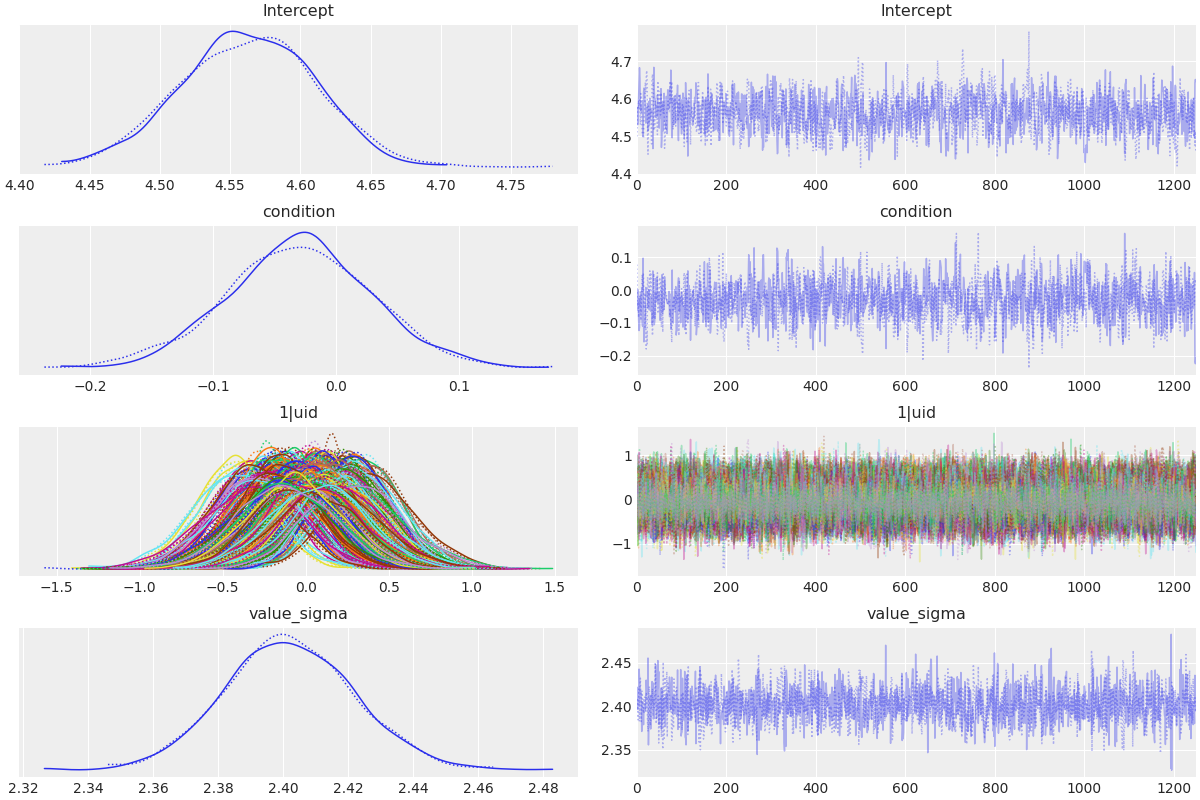 Intercept Intercept
4.7
4.6
4.5
4.4
4.40 4.45 4.50 4.55 4.60 4.65 4.70 4.75 0 200 400 600 800 1000 1200
condition condition
0.1
0.0
−0.1
−0.2
−0.2 −0.1 0.0 0.1 0 200 400 600 800 1000 1200
1|uid 1|uid
1
0
−1
−1.5 −1.0 −0.5 0.0 0.5 1.0 1.5 0 200 400 600 800 1000 1200
value_sigma value_sigma
2.45
2.40
2.35
2.32 2.34 2.36 2.38 2.40 2.42 2.44 2.46 2.48 0 200 400 600 800 1000 1200